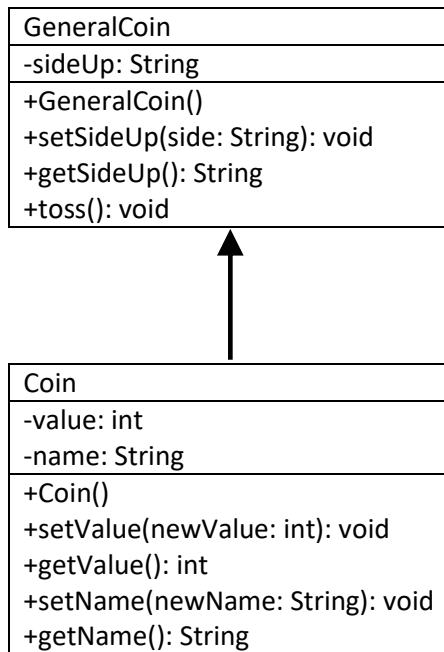 GeneralCoin
-sideUp: String
+GeneralCoin()
+setSideUp(side: String): void
+getSideUp(): String
+toss(): void
Coin
-value: int
-name: String
+Coin()
+setValue(newValue: int): void
+getValue(): int
+setName(newName: String): void
+getName(): String